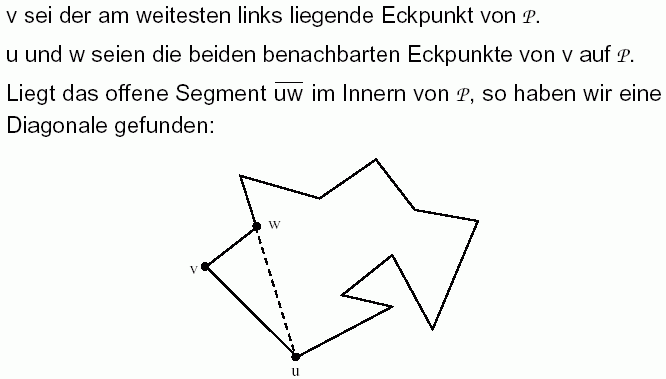 v sei der am weitesten links liegende Eckpunkt von 𝒫.
u und w seien die beiden benachbarten Eckpunkte von v auf 𝒫.
Liegt das offene Segment u̅w̅ im Innern von 𝒫, so haben wir eine
Diagonale gefunden:
w
v
u